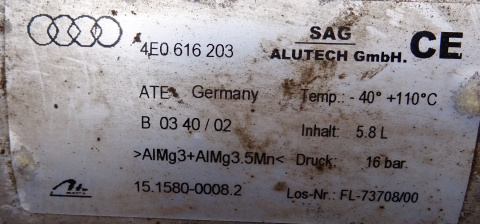 SAG
ALUTECH GmbH.
CE
4E0 616 203
ATE, Germany Temp.: - 40° +110°C
B 03 40/02 Inhalt: 5.8 L
>AlMg3+AlMg3.5Mn< Druck: 16 bar.
15.1580-0008.2 Los-Nr.: FL-73708/00